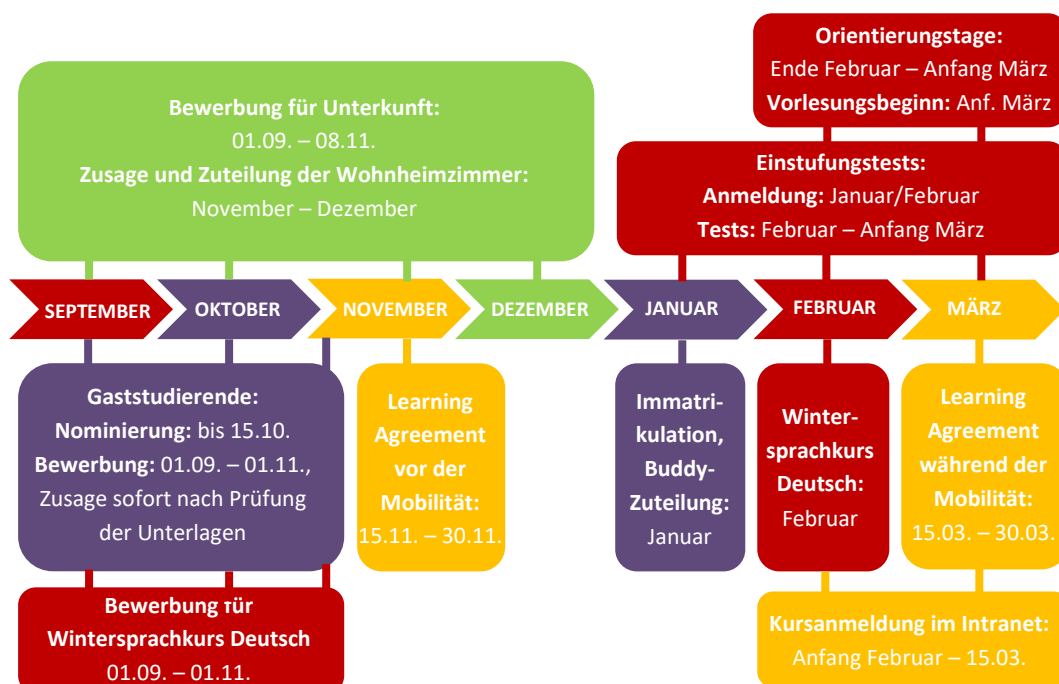 Orientierungstage:
Ende Februar – Anfang März
Vorlesungsbeginn: Anf. März
Bewerbung für Unterkunft:
01.09. – 08.11.
Zusage und Zuteilung der Wohnheimzimmer:
November – Dezember
Einstufungstests:
Anmeldung: Januar/Februar
Tests: Februar – Anfang März
SEPTEMBER
OKTOBER
NOVEMBER
DEZEMBER
JANUAR
FEBRUAR
MÄRZ
Gaststudierende:
Nominierung: bis 15.10.
Bewerbung: 01.09. – 01.11.,
Zusage sofort nach Prüfung
der Unterlagen
Learning
Agreement
vor der
Mobilität:
15.11. – 30.11.
Immatri-
kulation,
Buddy-
Zuteilung:
Januar
Winter-
sprachkurs
Deutsch:
Februar
Learning
Agreement
während der
Mobilität:
15.03. – 30.03.
Bewerbung für
Wintersprachkurs Deutsch
01.09. – 01.11.
Kursanmeldung im Intranet:
Anfang Februar – 15.03.